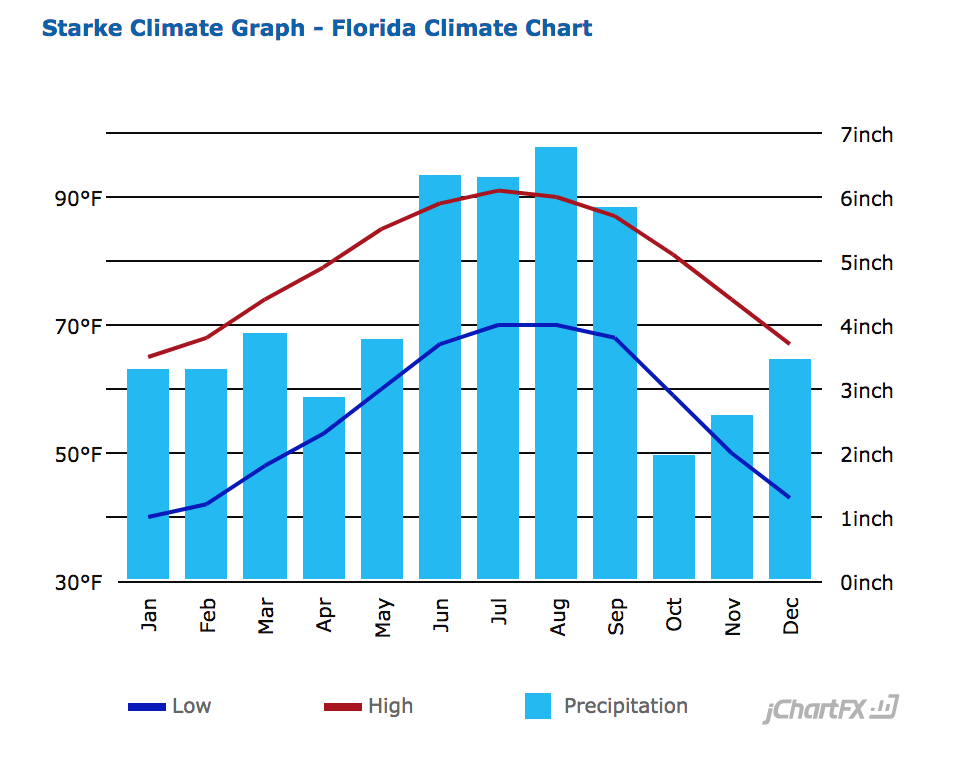 Starke Climate Graph - Florida Climate Chart
7inch
90°F 6inch
5inch
70°F 4inch
3inch
50°F 2inch
1inch
30°F 0inch
Jan Feb Mar Apr May Jun Jul Aug Sep Oct Nov Dec
Low High Precipitation
jChartFX